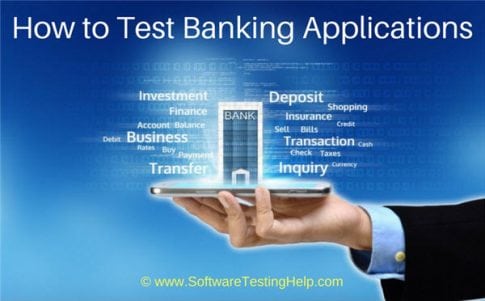 How to Test Banking Applications
Investment
Finance
Account Balance
Debit Business
Rates Buy
Payment
Transfer
BANK
Deposit
Shopping
Insurance
Credit
Sell Bills
Transaction
Cash
Check Taxes
Currency
Inquiry
© www.SoftwareTestingHelp.com